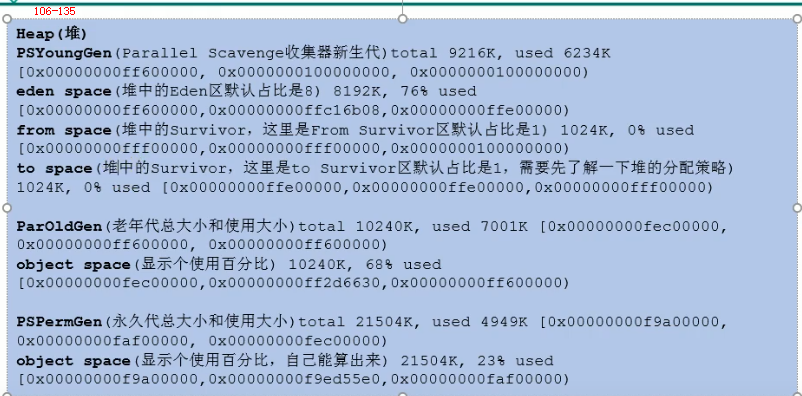 106-135
Heap(堆)
PSYoungGen(Parallel Scavenge收集器新生代)total 9216K, used 6234K
[0x00000000ff600000, 0x0000000100000000, 0x0000000100000000)
eden space(堆中的Eden区默认占比是8) 8192K, 76% used
[0x00000000ff600000,0x00000000ffc16b08,0x00000000ffe00000)
from space(堆中的Survivor, 这里是From Survivor区默认占比是1) 1024K, 0% used
[0x00000000fff00000,0x00000000fff00000,0x0000000100000000)
to space(堆中的Survivor, 这里是to Survivor区默认占比是1, 需要先了解一下堆的分配策略)
1024K, 0% used [0x00000000ffe00000,0x00000000ffe00000,0x00000000fff00000)
ParOldGen(老年代总大小和使用大小)total 10240K, used 7001K [0x00000000fec00000,
0x00000000ff600000, 0x00000000ff600000)
object space(显示个使用百分比) 10240K, 68% used
[0x00000000fec00000,0x00000000ff2d6630,0x00000000ff600000)
PSPermGen(永久代总大小和使用大小)total 21504K, used 4949K [0x00000000f9a00000,
0x00000000faf00000, 0x00000000fec00000)
object space(显示个使用百分比, 自己能算出来) 21504K, 23% used
[0x00000000f9a00000,0x00000000f9ed55e0,0x00000000faf00000)